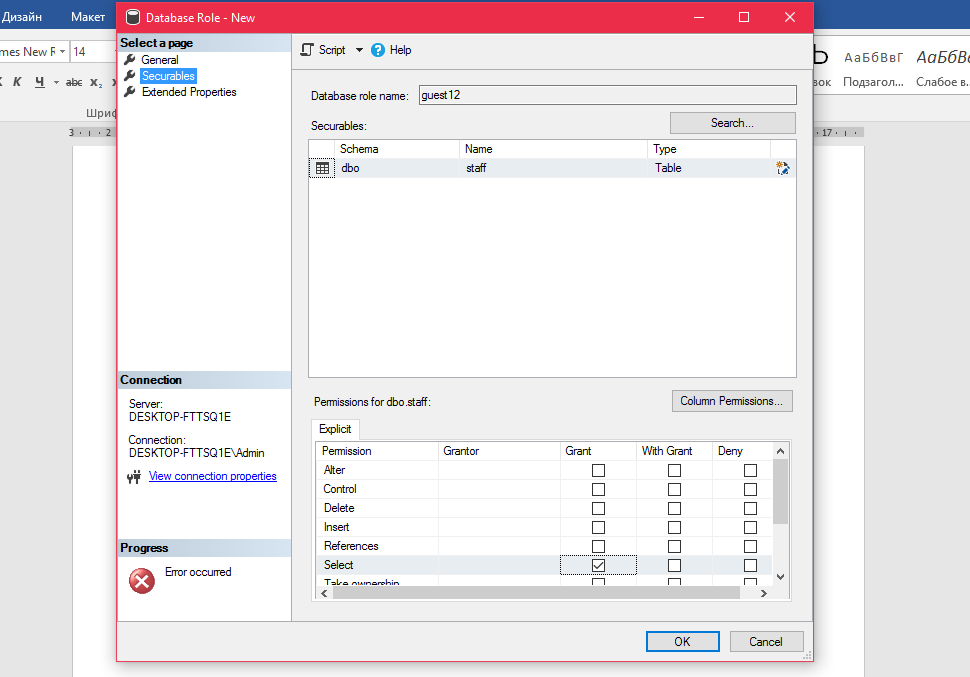 Дизайн
Макет
Database Role - New
mes New R
14
К
Ч
abc
x₂
Шриф
3 · ı · 2
· 17 · ı ·
АаБбВвГ
АаБбВв
Подзагол...
Слабое в...
Select a page
General
Securables
Extended Properties
Script
Help
Database role name:
guest12
Securables:
Search...
Schema Name Type
dbo staff Table
Connection
Server:
DESKTOP-FTTSQ1E
Connection:
DESKTOP-FTTSQ1E\Admin
View connection properties
Progress
Error occurred
Permissions for dbo.staff:
Column Permissions...
Explicit
Permission Grantor Grant With Grant Deny
Alter
Control
Delete
Insert
References
Select
Take ownership
OK
Cancel